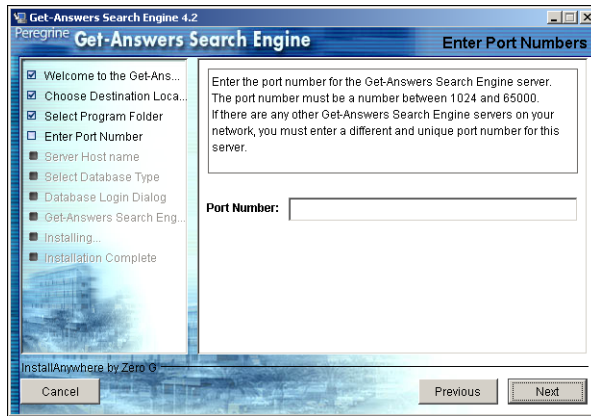 Get-Answers Search Engine 4.2
Peregrine Get-Answers Search Engine
Enter Port Numbers
Welcome to the Get-Ans...
Choose Destination Loca...
Select Program Folder
Enter Port Number
Server Host name
Select Database Type
Database Login Dialog
Get-Answers Search Eng...
Installing...
Installation Complete
Enter the port number for the Get-Answers Search Engine server.
The port number must be a number between 1024 and 65000.
If there are any other Get-Answers Search Engine servers on your
network, you must enter a different and unique port number for this
server.
Port Number:
InstallAnywhere by Zero G
Cancel
Previous
Next